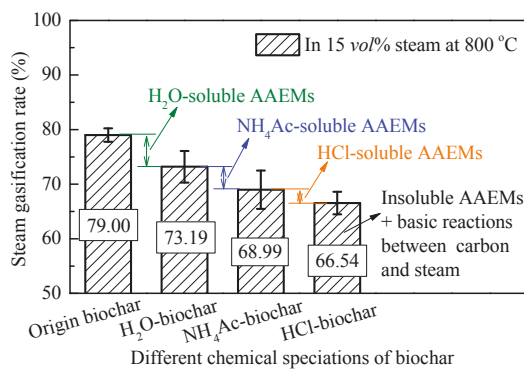 In 15 vol% steam at 800 °C
H₂O-soluble AAEMs
NH₄Ac-soluble AAEMs
HCl-soluble AAEMs
Insoluble AAEMs
+ basic reactions
between carbon
and steam
Steam gasification rate (%)
100
90
80
70
60
50
79.00
73.19
68.99
66.54
Origin biochar
H₂O-biochar
NH₄Ac-biochar
HCl-biochar
Different chemical speciations of biochar